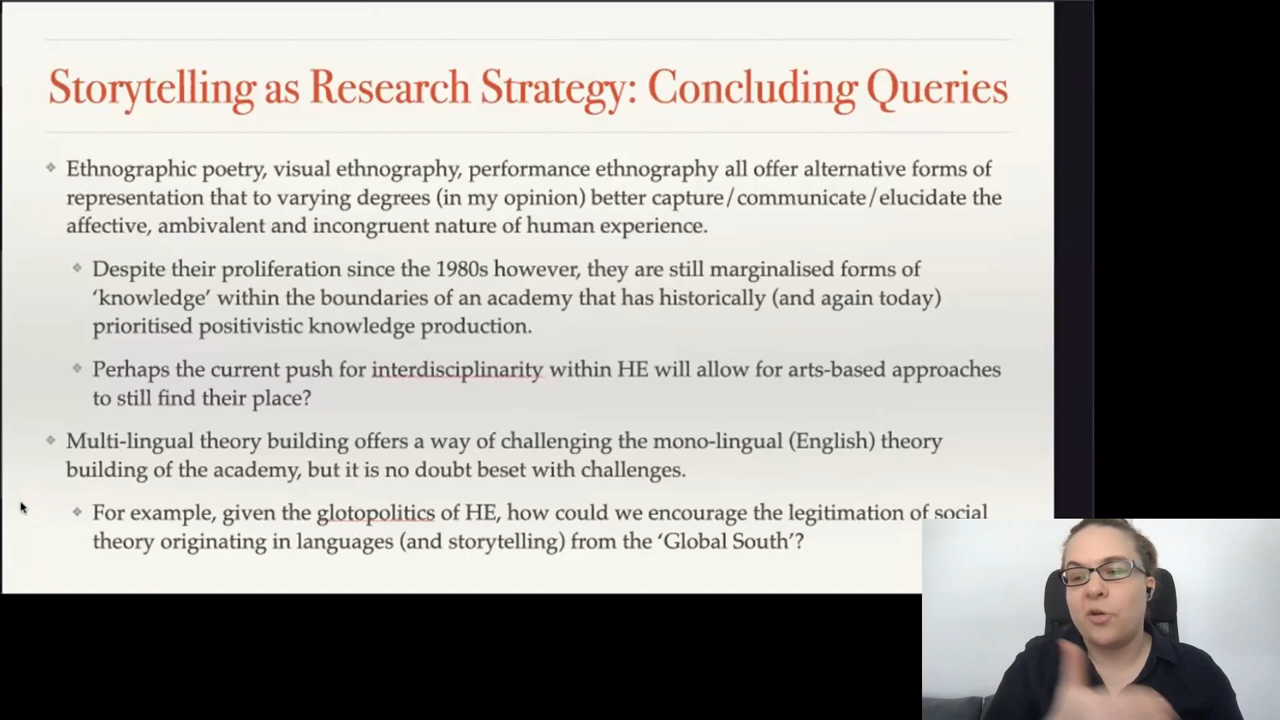 Storytelling as Research Strategy: Concluding Queries
Ethnographic poetry, visual ethnography, performance ethnography all offer alternative forms of
representation that to varying degrees (in my opinion) better capture/communicate/elucidate the
affective, ambivalent and incongruent nature of human experience.
Despite their proliferation since the 1980s however, they are still marginalised forms of
‘knowledge’ within the boundaries of an academy that has historically (and again today)
prioritised positivistic knowledge production.
Perhaps the current push for interdisciplinarity within HE will allow for arts-based approaches
to still find their place?
Multi-lingual theory building offers a way of challenging the mono-lingual (English) theory
building of the academy, but it is no doubt beset with challenges.
For example, given the glotopolitics of HE, how could we encourage the legitimation of social
theory originating in languages (and storytelling) from the ‘Global South’?